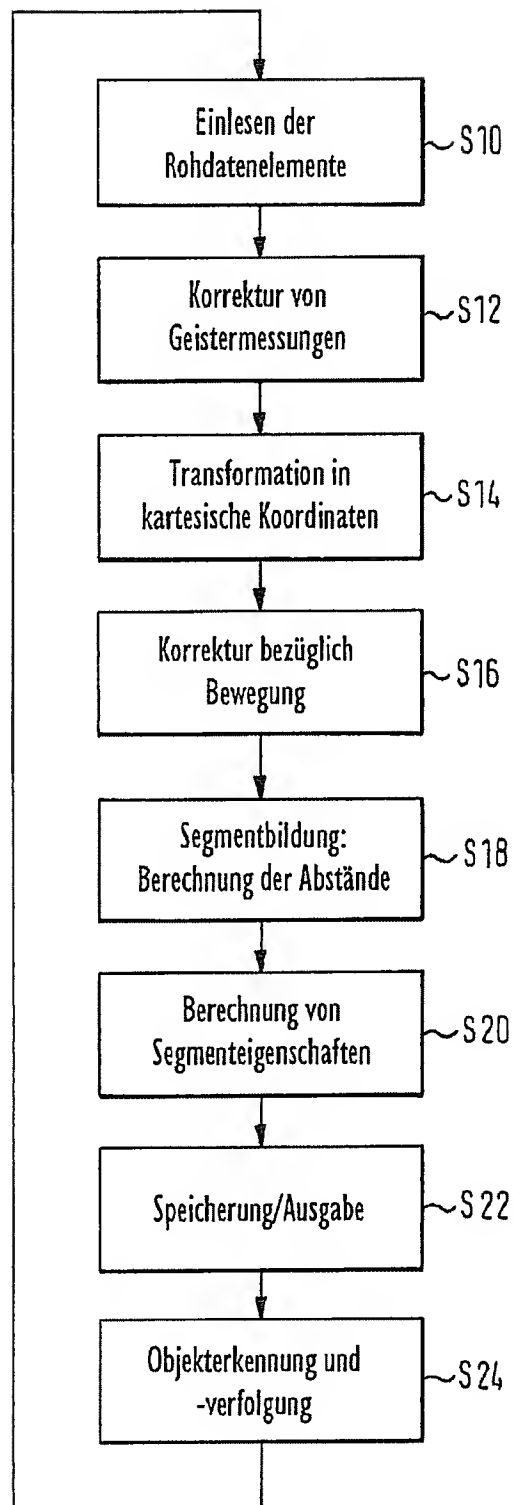 Einlesen der
Rohdatenelemente
S10
Korrektur von
Geistermessungen
S12
Transformation in
kartesische Koordinaten
S14
Korrektur bezüglich
Bewegung
S16
Segmentbildung:
Berechnung der Abstände
S18
Berechnung von
Segmenteigenschaften
S20
Speicherung/Ausgabe
S22
Objekterkennung und
-verfolgung
S24